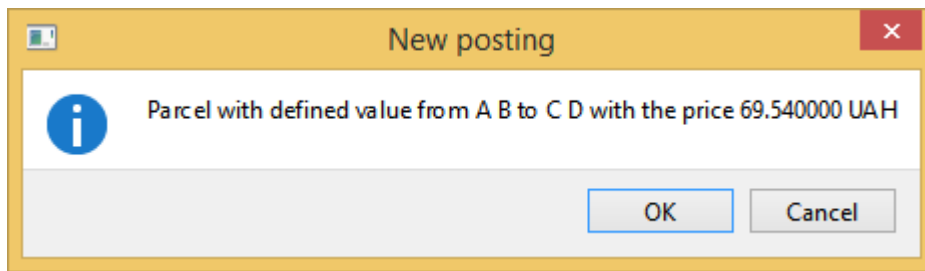 New posting
Parcel with defined value from A B to C D with the price 69.540000 UAH
OK
Cancel